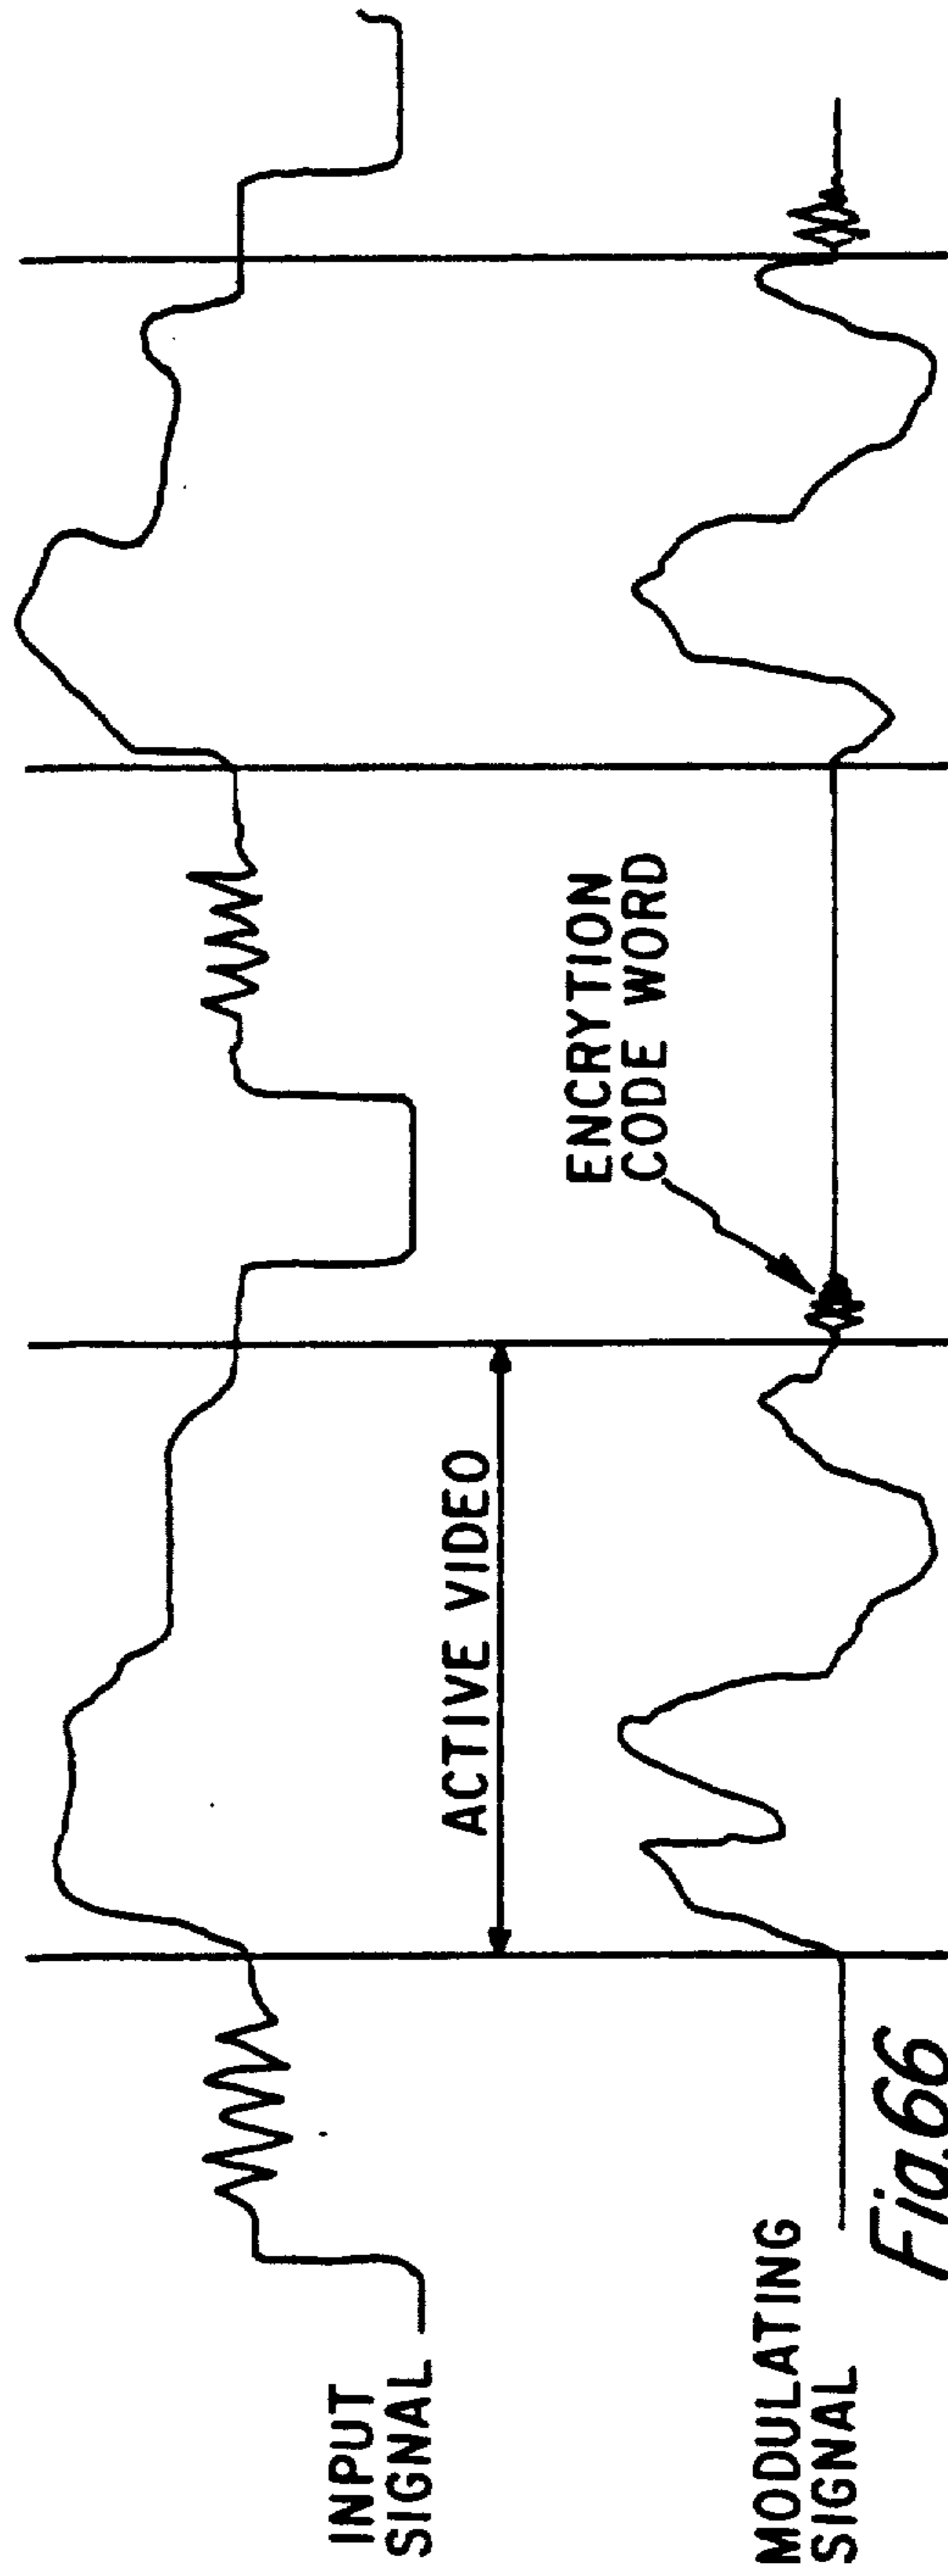 INPUT
SIGNAL
ACTIVE VIDEO
ENCRYTION
CODE WORD
MODULATING
SIGNAL
Fig.66